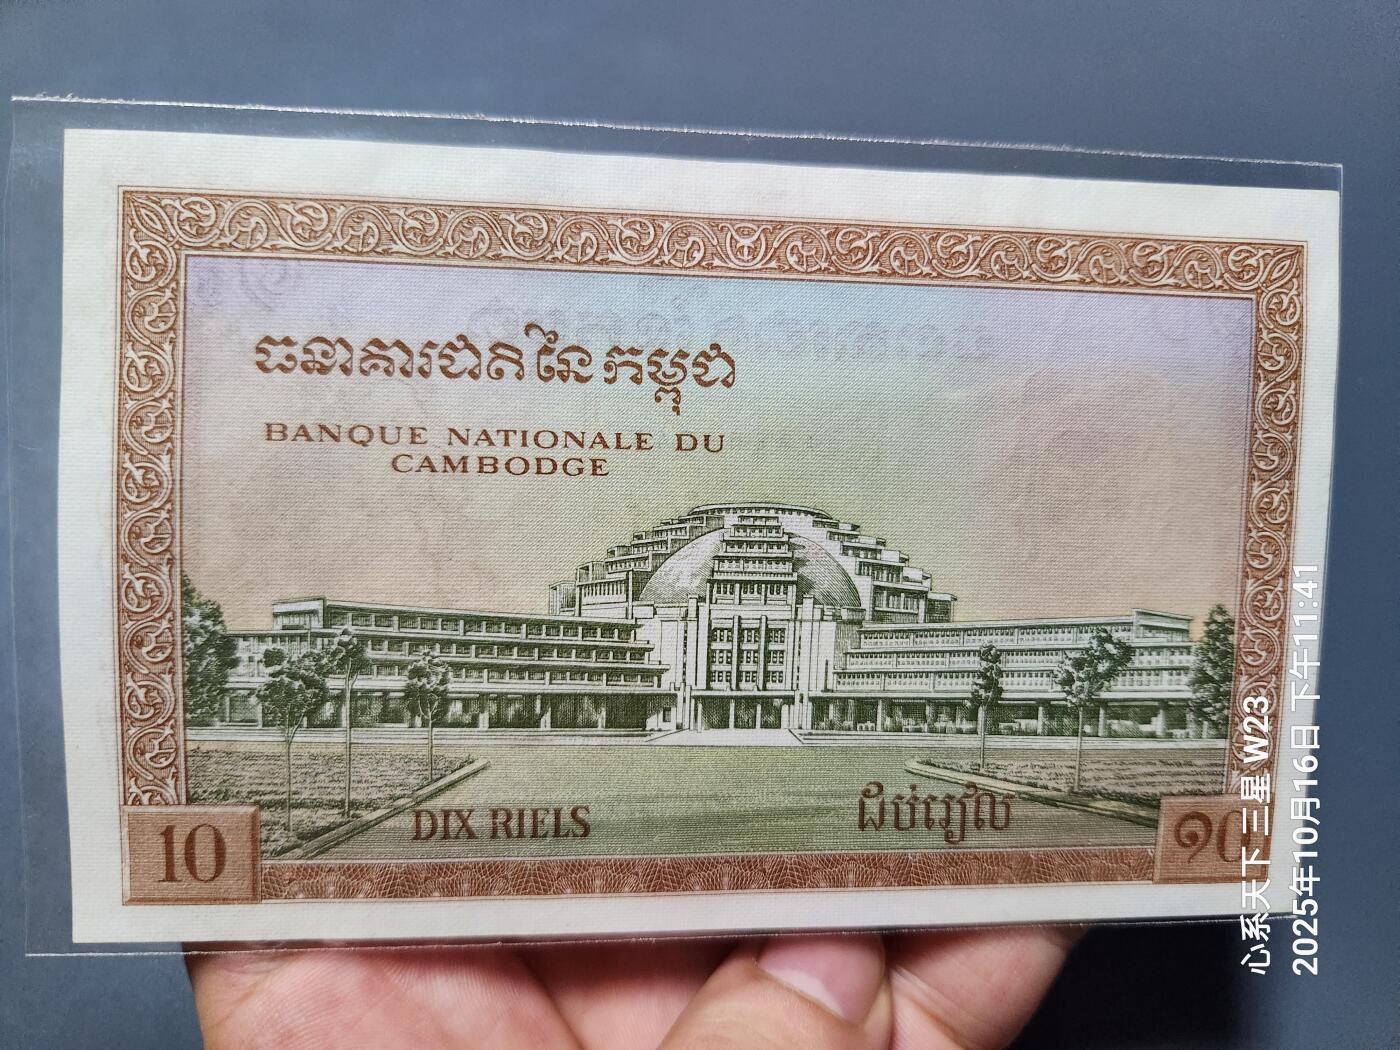 ធនាគារជាតិនៃកម្ពុជា
BANQUE NATIONALE DU
CAMBODGE
DIX RIELS
ដប់រៀល
10
១០
心系天下 三星 W23
2025年10月16日 下午11:41